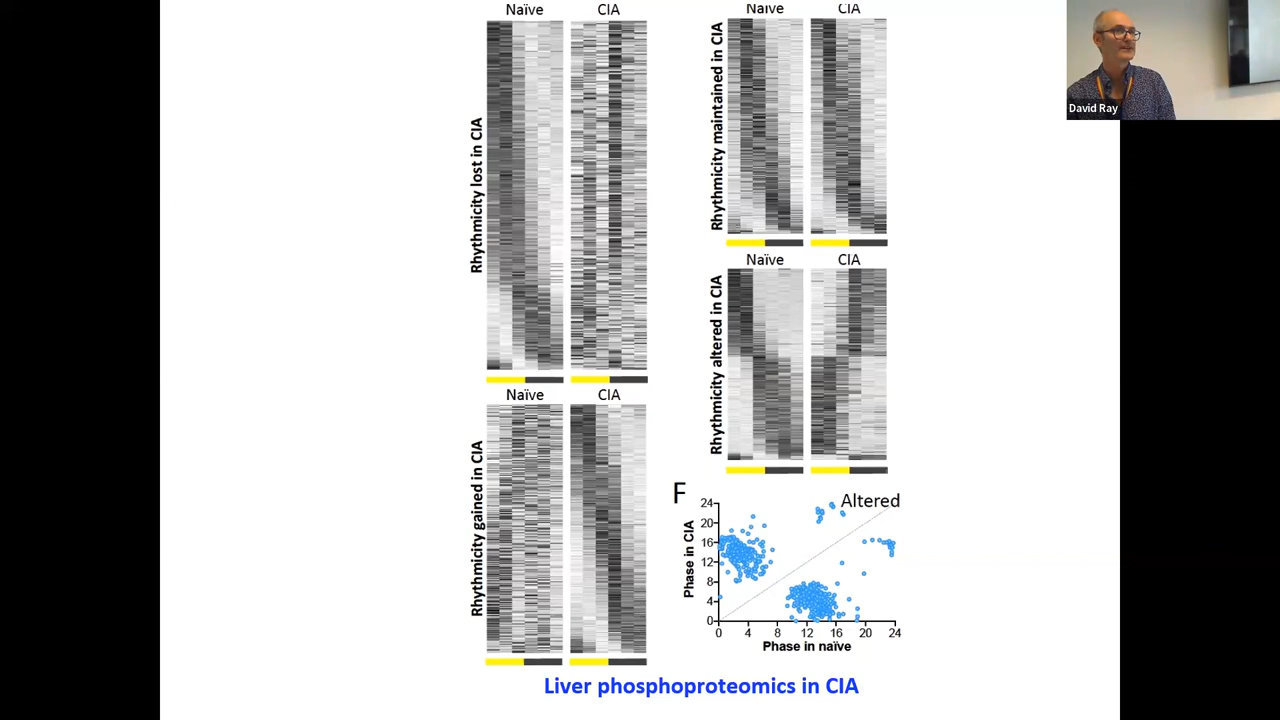 Naïve CIA
Rhythmicity lost in CIA
Naïve CIA
Rhythmicity gained in CIA
Naïve CIA
Rhythmicity maintained in CIA
Naïve CIA
Rhythmicity altered in CIA
F
Altered
24
20
16
12
8
4
0
Phase in CIA
0 4 8 12 16 20 24
Phase in naïve
Liver phosphoproteomics in CIA
David Ray